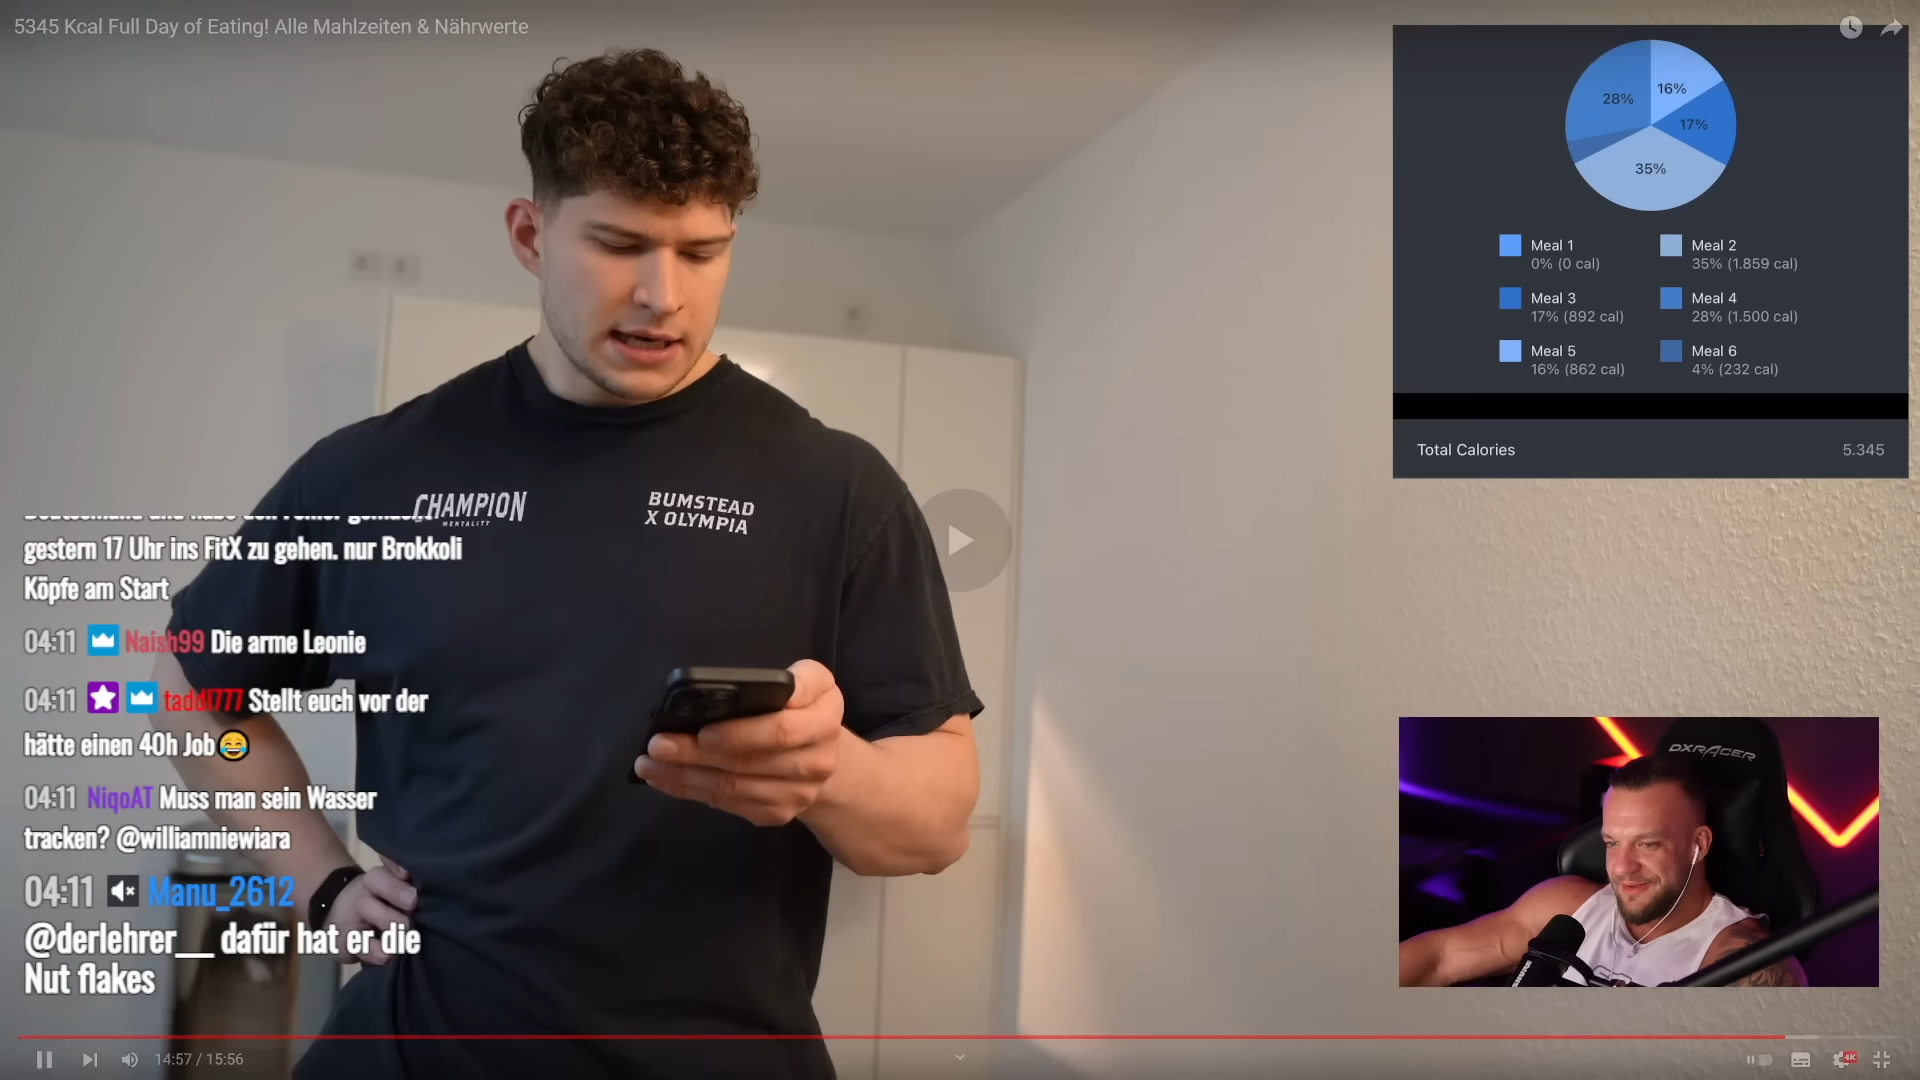 5345 Kcal Full Day of Eating! Alle Mahlzeiten & Nährwerte
28%
16%
17%
35%
Meal 1
0% (0 cal)
Meal 2
35% (1.859 cal)
Meal 3
17% (892 cal)
Meal 4
28% (1.500 cal)
Meal 5
16% (862 cal)
Meal 6
4% (232 cal)
Total Calories 5.345
CHAMPION
MENTALITY
BUMSTEAD
X OLYMPIA
gestern 17 Uhr ins FitX zu gehen. nur Brokkoli
Köpfe am Start
04:11 Naish99 Die arme Leonie
04:11 taddl777 Stellt euch vor der
hätte einen 40h Job😂
04:11 NiqoAT Muss man sein Wasser
tracken? @williamniewiara
04:11 Manu_2612
@derlehrer__ dafür hat er die
Nut flakes
DXRACER
SHURE
14:57 / 15:56
4K